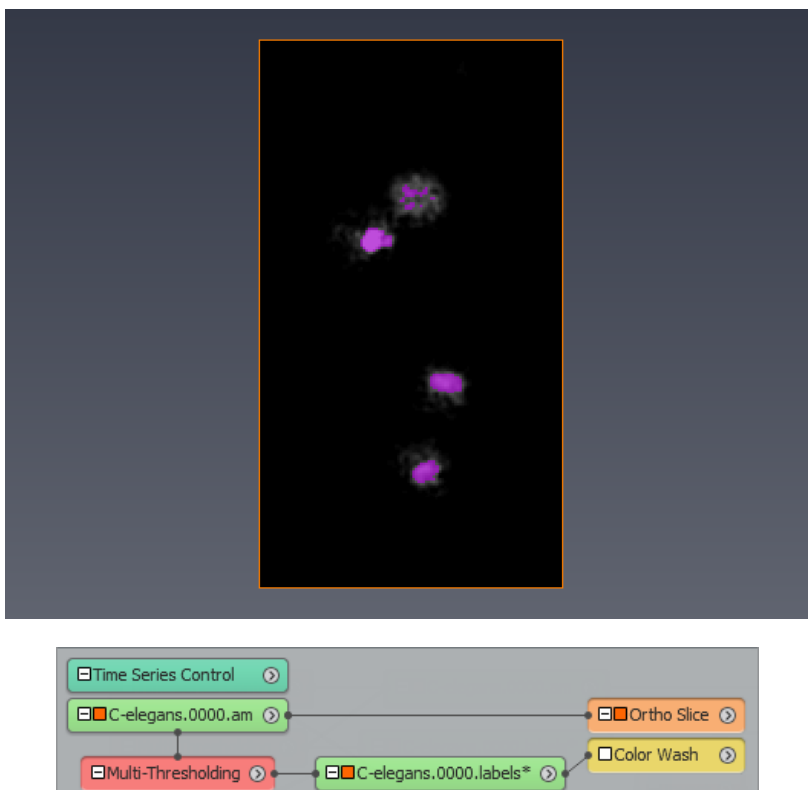 Time Series Control
C-elegans.0000.am
Ortho Slice
Color Wash
Multi-Thresholding
C-elegans.0000.labels*